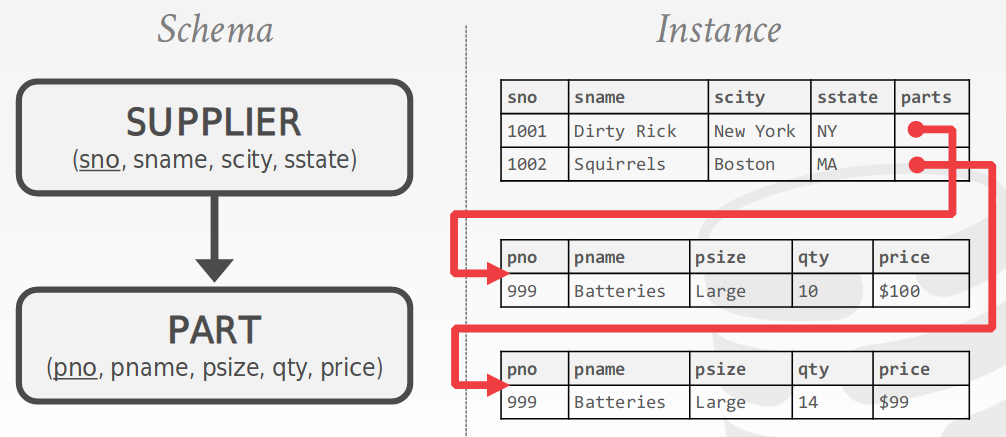 Schema
SUPPLIER
(sno, sname, scity, sstate)
PART
(pno, pname, psize, qty, price)
Instance
sno sname scity sstate parts
1001 Dirty Rick New York NY
1002 Squirrels Boston MA
pno pname psize qty price
999 Batteries Large 10 $100
pno pname psize qty price
999 Batteries Large 14 $99